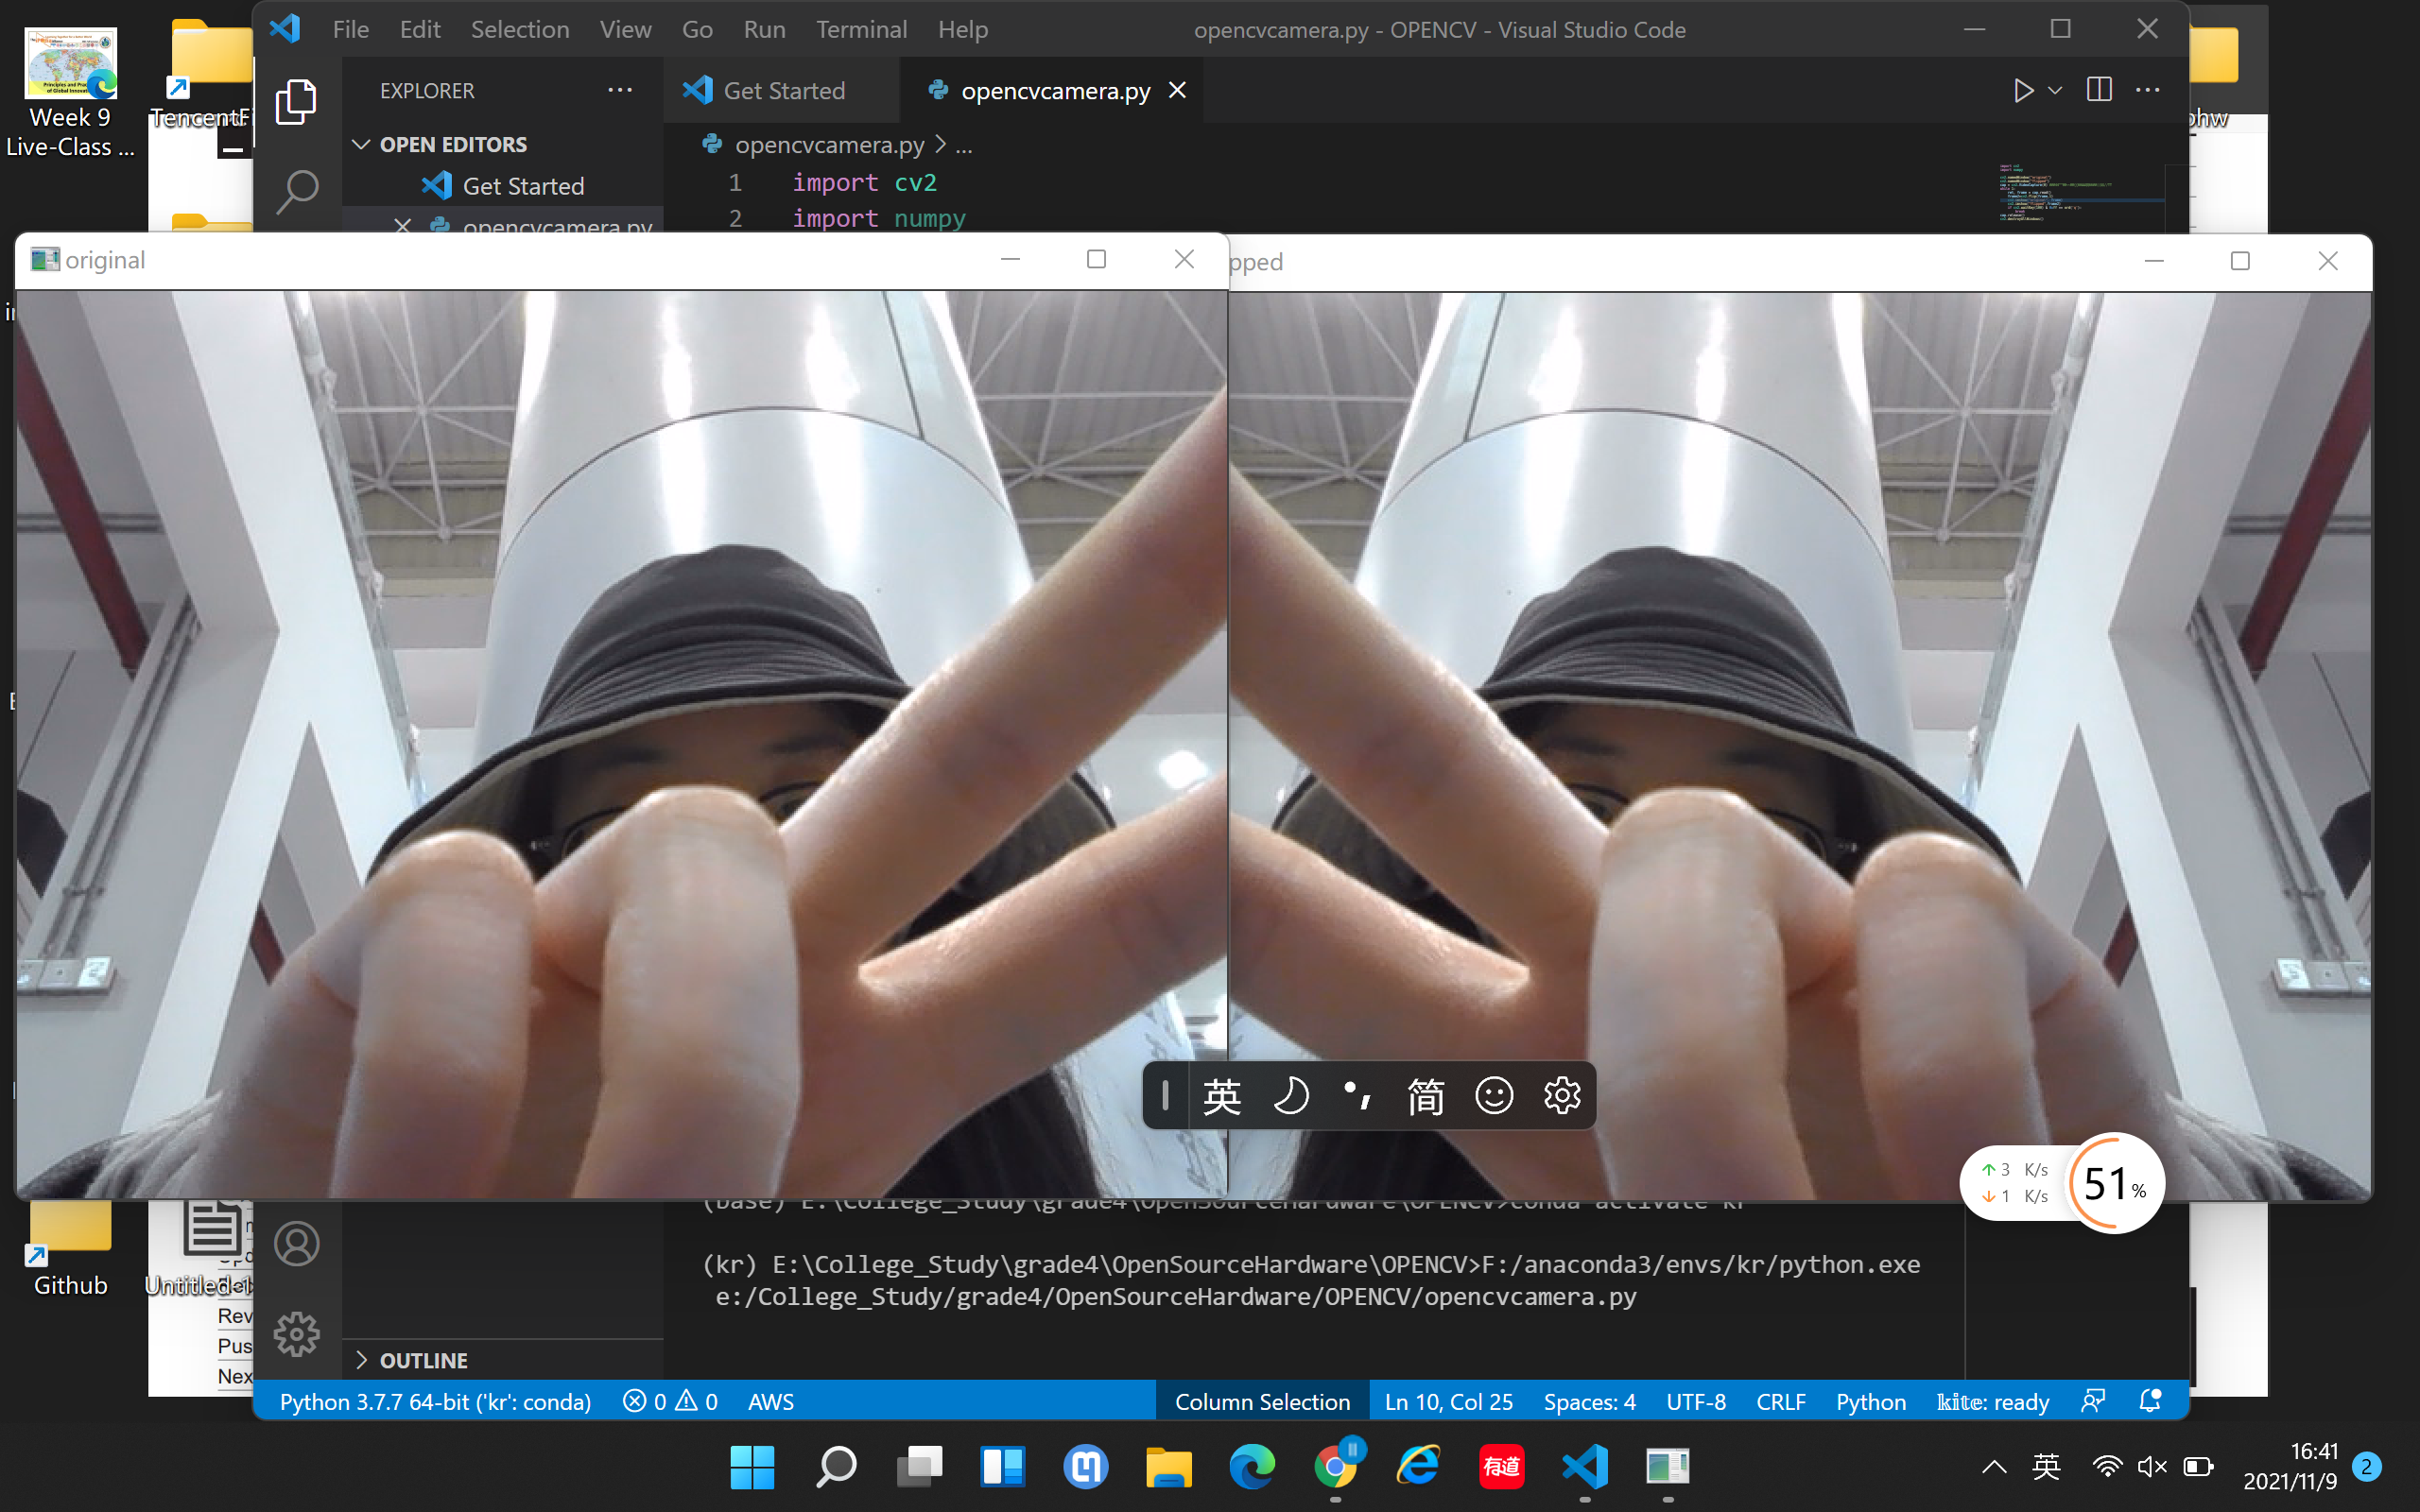 File Edit Selection View Go Run Terminal Help
opencvcamera.py - OPENCV - Visual Studio Code
Week 9
Live-Class ...
TencentFi
EXPLORER
Get Started
opencvcamera.py
OPEN EDITORS
Get Started
opencvcamera.py
opencvcamera.py > ...
1 import cv2
2 import numpy
original
pped
英 简
3 K/s
1 K/s
51%
(base) E:\College_Study\grade4\OpenSourceHardware\OPENCV>conda activate kr
(kr) E:\College_Study\grade4\OpenSourceHardware\OPENCV>F:/anaconda3/envs/kr/python.exe
e:/College_Study/grade4/OpenSourceHardware/OPENCV/opencvcamera.py
Github
Untitled-1
Rev
Pus
Nex
OUTLINE
Python 3.7.7 64-bit ('kr': conda) 0 0 AWS
Column Selection Ln 10, Col 25 Spaces: 4 UTF-8 CRLF Python kite: ready
有道
英
16:41
2021/11/9
2